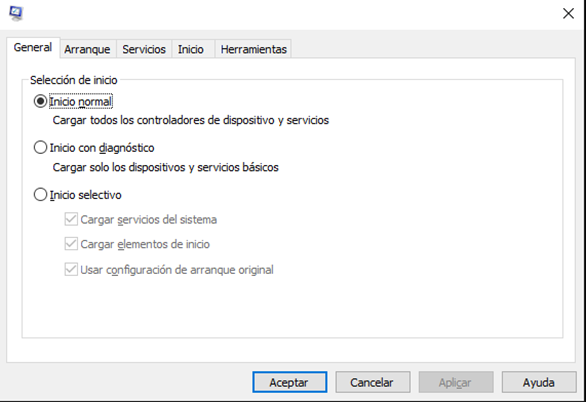 General Arranque Servicios Inicio Herramientas
Selección de inicio
Inicio normal
Cargar todos los controladores de dispositivo y servicios
Inicio con diagnóstico
Cargar solo los dispositivos y servicios básicos
Inicio selectivo
Cargar servicios del sistema
Cargar elementos de inicio
Usar configuración de arranque original
Aceptar Cancelar Aplicar Ayuda